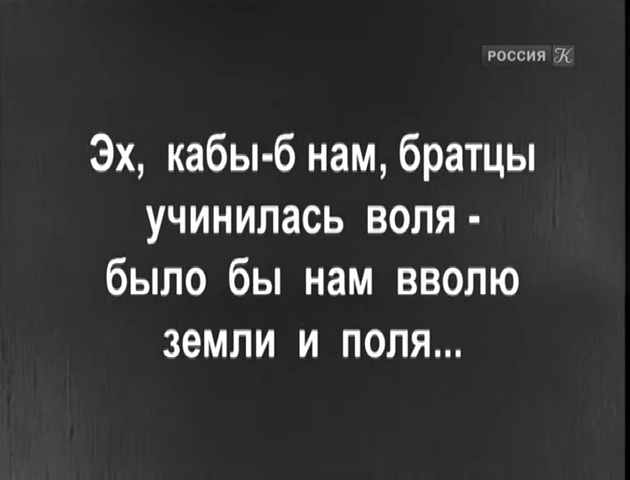 РОССИЯ К
Эх, кабы-б нам, братцы
учинилась воля -
было бы нам вволю
земли и поля...